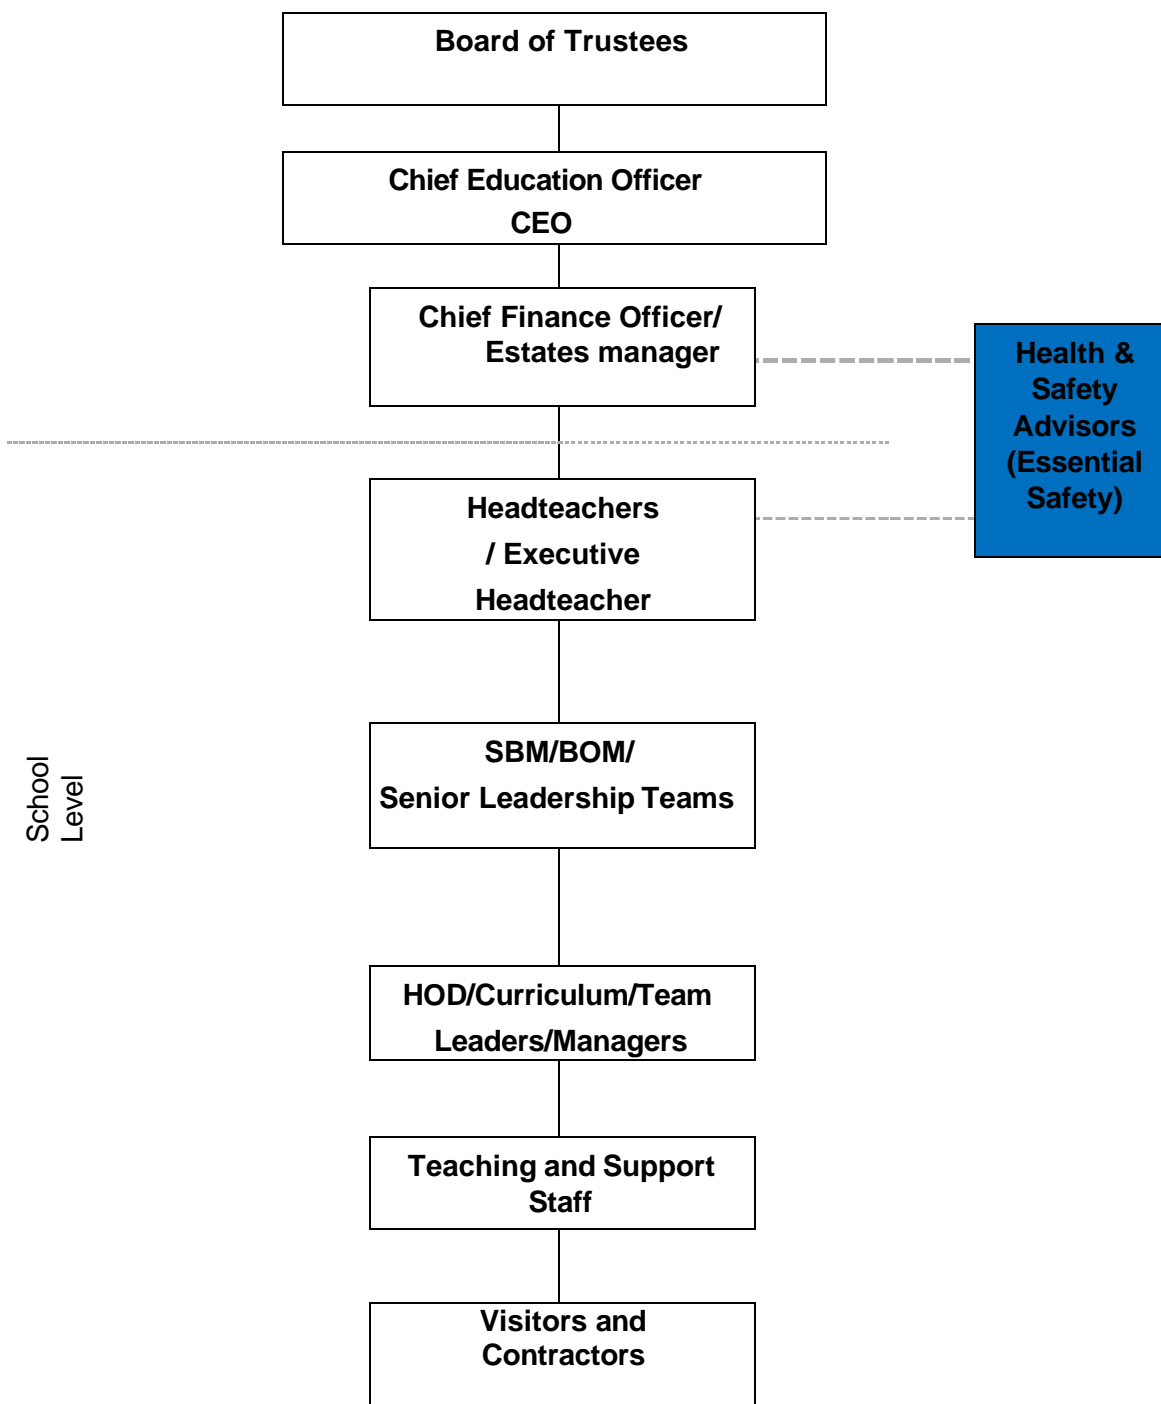 Board of Trustees
Chief Education Officer
CEO
Chief Finance Officer/
Estates manager
Health &
Safety
Advisors
(Essential
Safety)
Headteachers
/ Executive
Headteacher
SBM/BOM/
Senior Leadership Teams
School
Level
HOD/Curriculum/Team
Leaders/Managers
Teaching and Support
Staff
Visitors and
Contractors